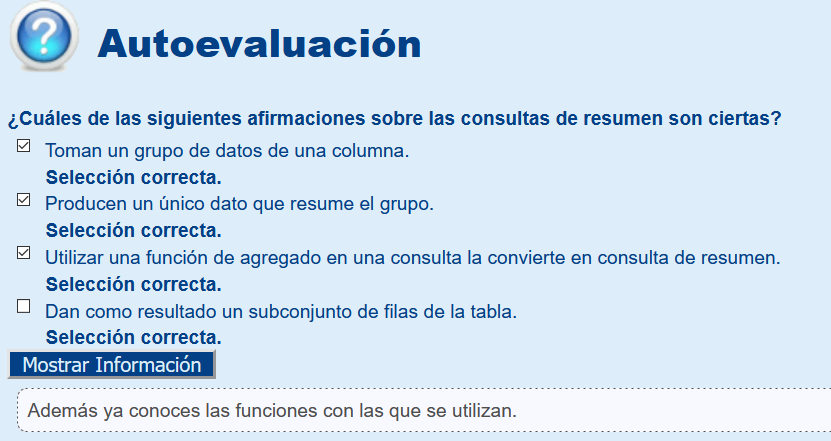 Autoevaluación
¿Cuáles de las siguientes afirmaciones sobre las consultas de resumen son ciertas?
Toman un grupo de datos de una columna.
Selección correcta.
Producen un único dato que resume el grupo.
Selección correcta.
Utilizar una función de agregado en una consulta la convierte en consulta de resumen.
Selección correcta.
Dan como resultado un subconjunto de filas de la tabla.
Selección correcta.
Mostrar Información
Además ya conoces las funciones con las que se utilizan.